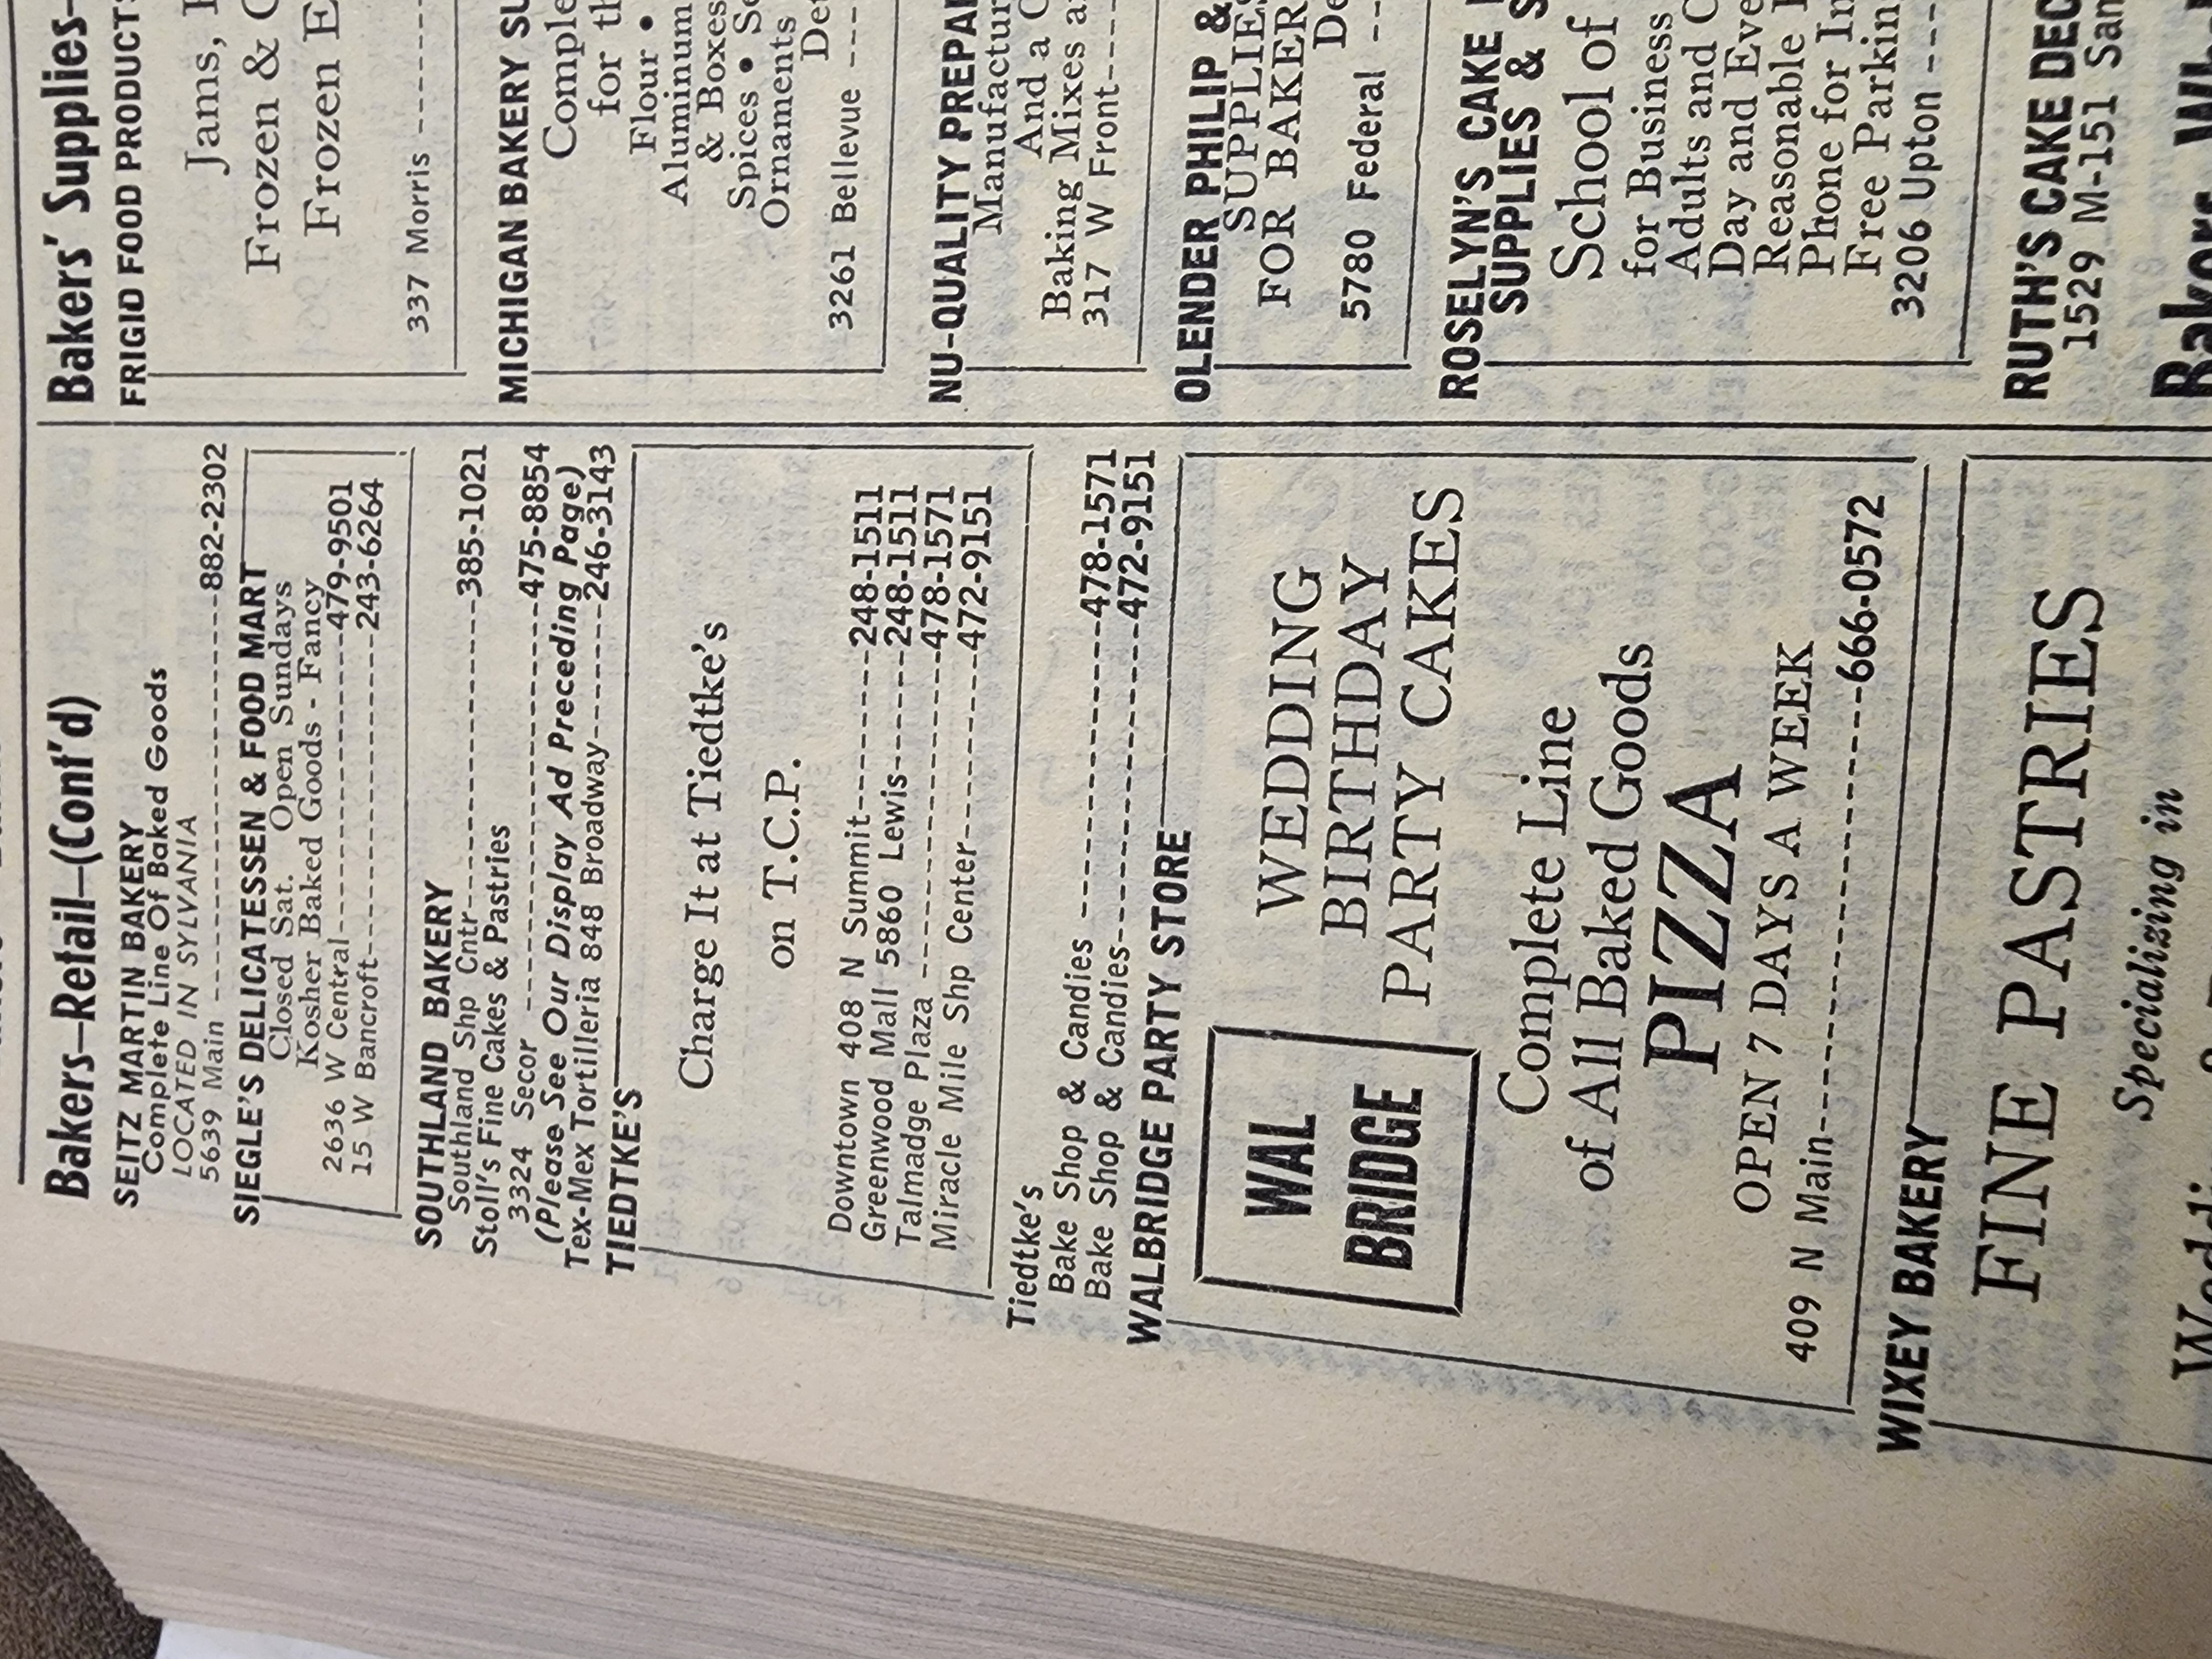 Bakers—Retail—(Cont'd)
SEITZ MARTIN BAKERY
Complete Line Of Baked Goods
LOCATED IN SYLVANIA
5639 Main ----------------882-2302
SIEGLE'S DELICATESSEN & FOOD MART
Closed Sat. Open Sundays
Kosher Baked Goods - Fancy
2636 W Central----------------479-9501
15 W Bancroft----------------243-6264
SOUTHLAND BAKERY
Southland Shp Cntr------------385-1021
Stoll's Fine Cakes & Pastries
3324 Secor ----------------475-8854
(Please See Our Display Ad Preceding Page)
Tex-Mex Tortilleria 848 Broadway------246-3143
TIEDTKE'S
Charge It at Tiedtke's
on T.C.P.
Downtown 408 N Summit----248-1511
Greenwood Mall 5860 Lewis------248-1511
Talmadge Plaza ----------------478-1571
Miracle Mile Shp Center----------472-9151
Tiedtke's
Bake Shop & Candies ----------------478-1571
Bake Shop & Candies----------------472-9151
WALBRIDGE PARTY STORE
WAL
BRIDGE
WEDDING
BIRTHDAY
PARTY CAKES
Complete Line
of All Baked Goods
PIZZA
OPEN 7 DAYS A WEEK
409 N Main----------------666-0572
WIXEY BAKERY
FINE PASTRIES
Specializing in
Bakers' Supplies-
FRIGID FOOD PRODUCTS
Jams,
Frozen &
Frozen
337 Morris --------
MICHIGAN BAKERY
for
Flour •
Aluminum
& Boxes
Spices •
Ornaments
3261 Bellevue ----
NU-QUALITY
And a
Baking Mixes
317 W Front----
OLENDER PHILIP &
SUPPLIES
FOR
5780 Federal ---
ROSELYN'S CAKE
SUPPLIES &
School of
for Business
Adults and
Day and
Reasonable
Phone for
Free
3206 Upton ----
RUTH'S CAKE
1529 M-151